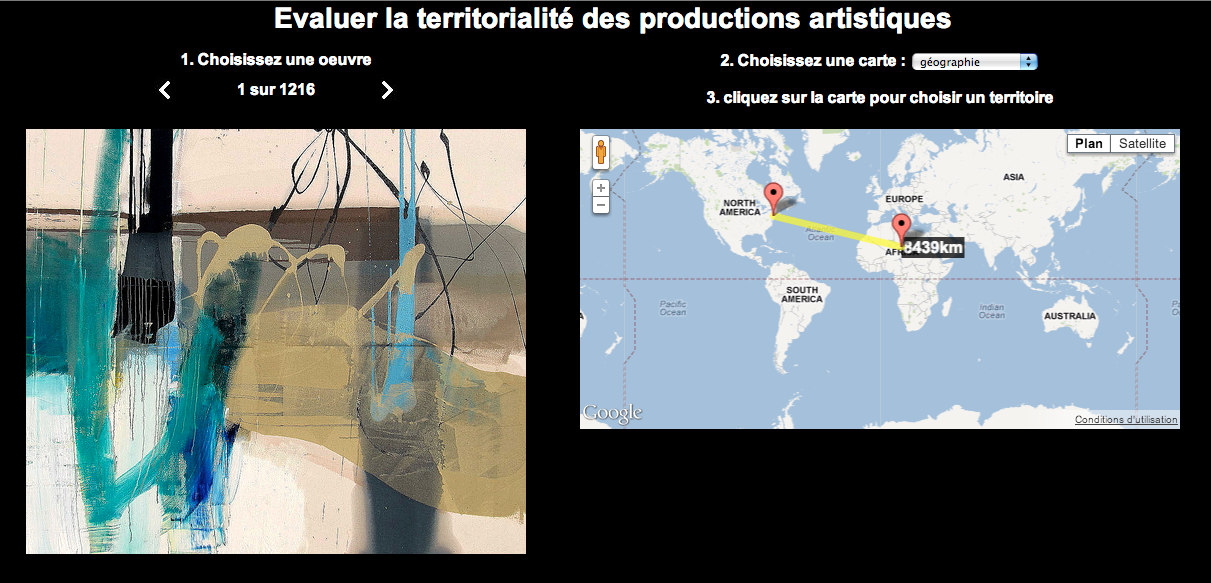 Evaluer la territorialité des productions artistiques
1. Choisissez une oeuvre
1 sur 1216
2. Choisissez une carte : géographie
3. cliquez sur la carte pour choisir un territoire
Plan Satellite
+
−
NORTH
AMERICA
EUROPE
ASIA
Ocean
8439km
SOUTH
AMERICA
Pacific
Ocean
Indian
Ocean
AUSTRALIA
Google
Conditions d'utilisation